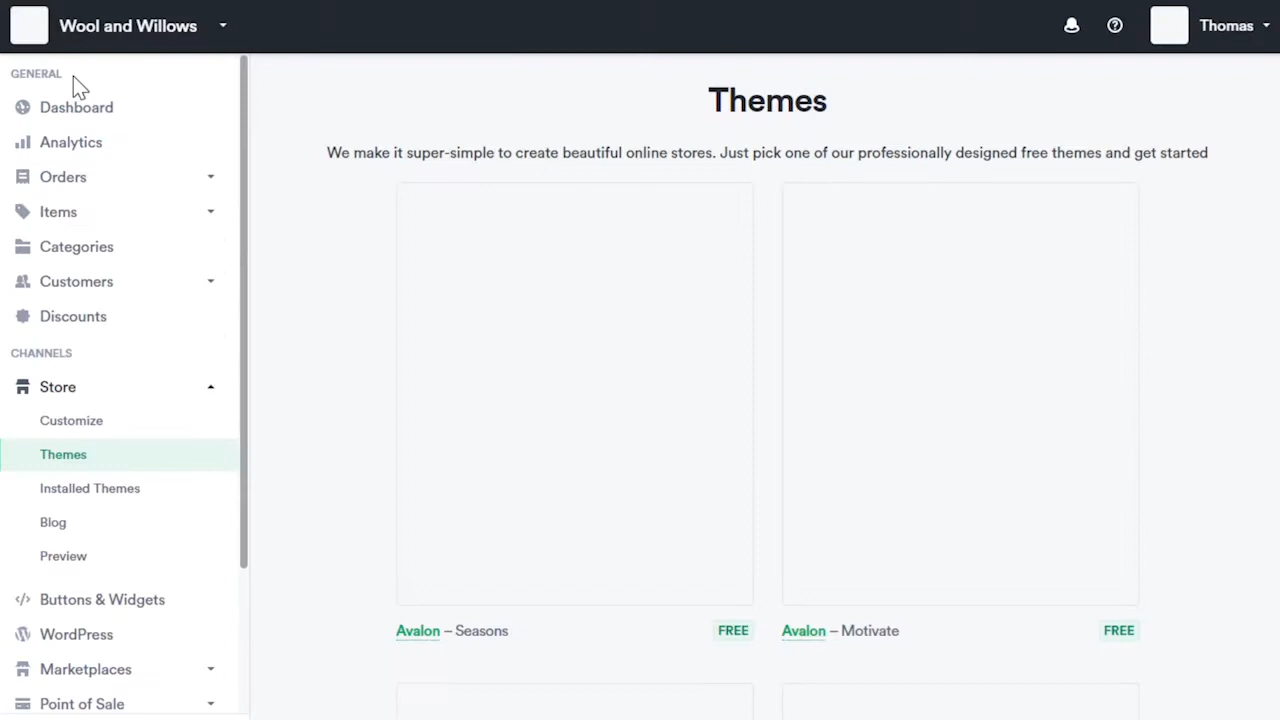 Wool and Willows
Thomas
GENERAL
Dashboard
Analytics
Orders
Items
Categories
Customers
Discounts
CHANNELS
Store
Customize
Themes
Installed Themes
Blog
Preview
Buttons & Widgets
WordPress
Marketplaces
Point of Sale
Themes
We make it super-simple to create beautiful online stores. Just pick one of our professionally designed free themes and get started
Avalon – Seasons FREE
Avalon – Motivate FREE